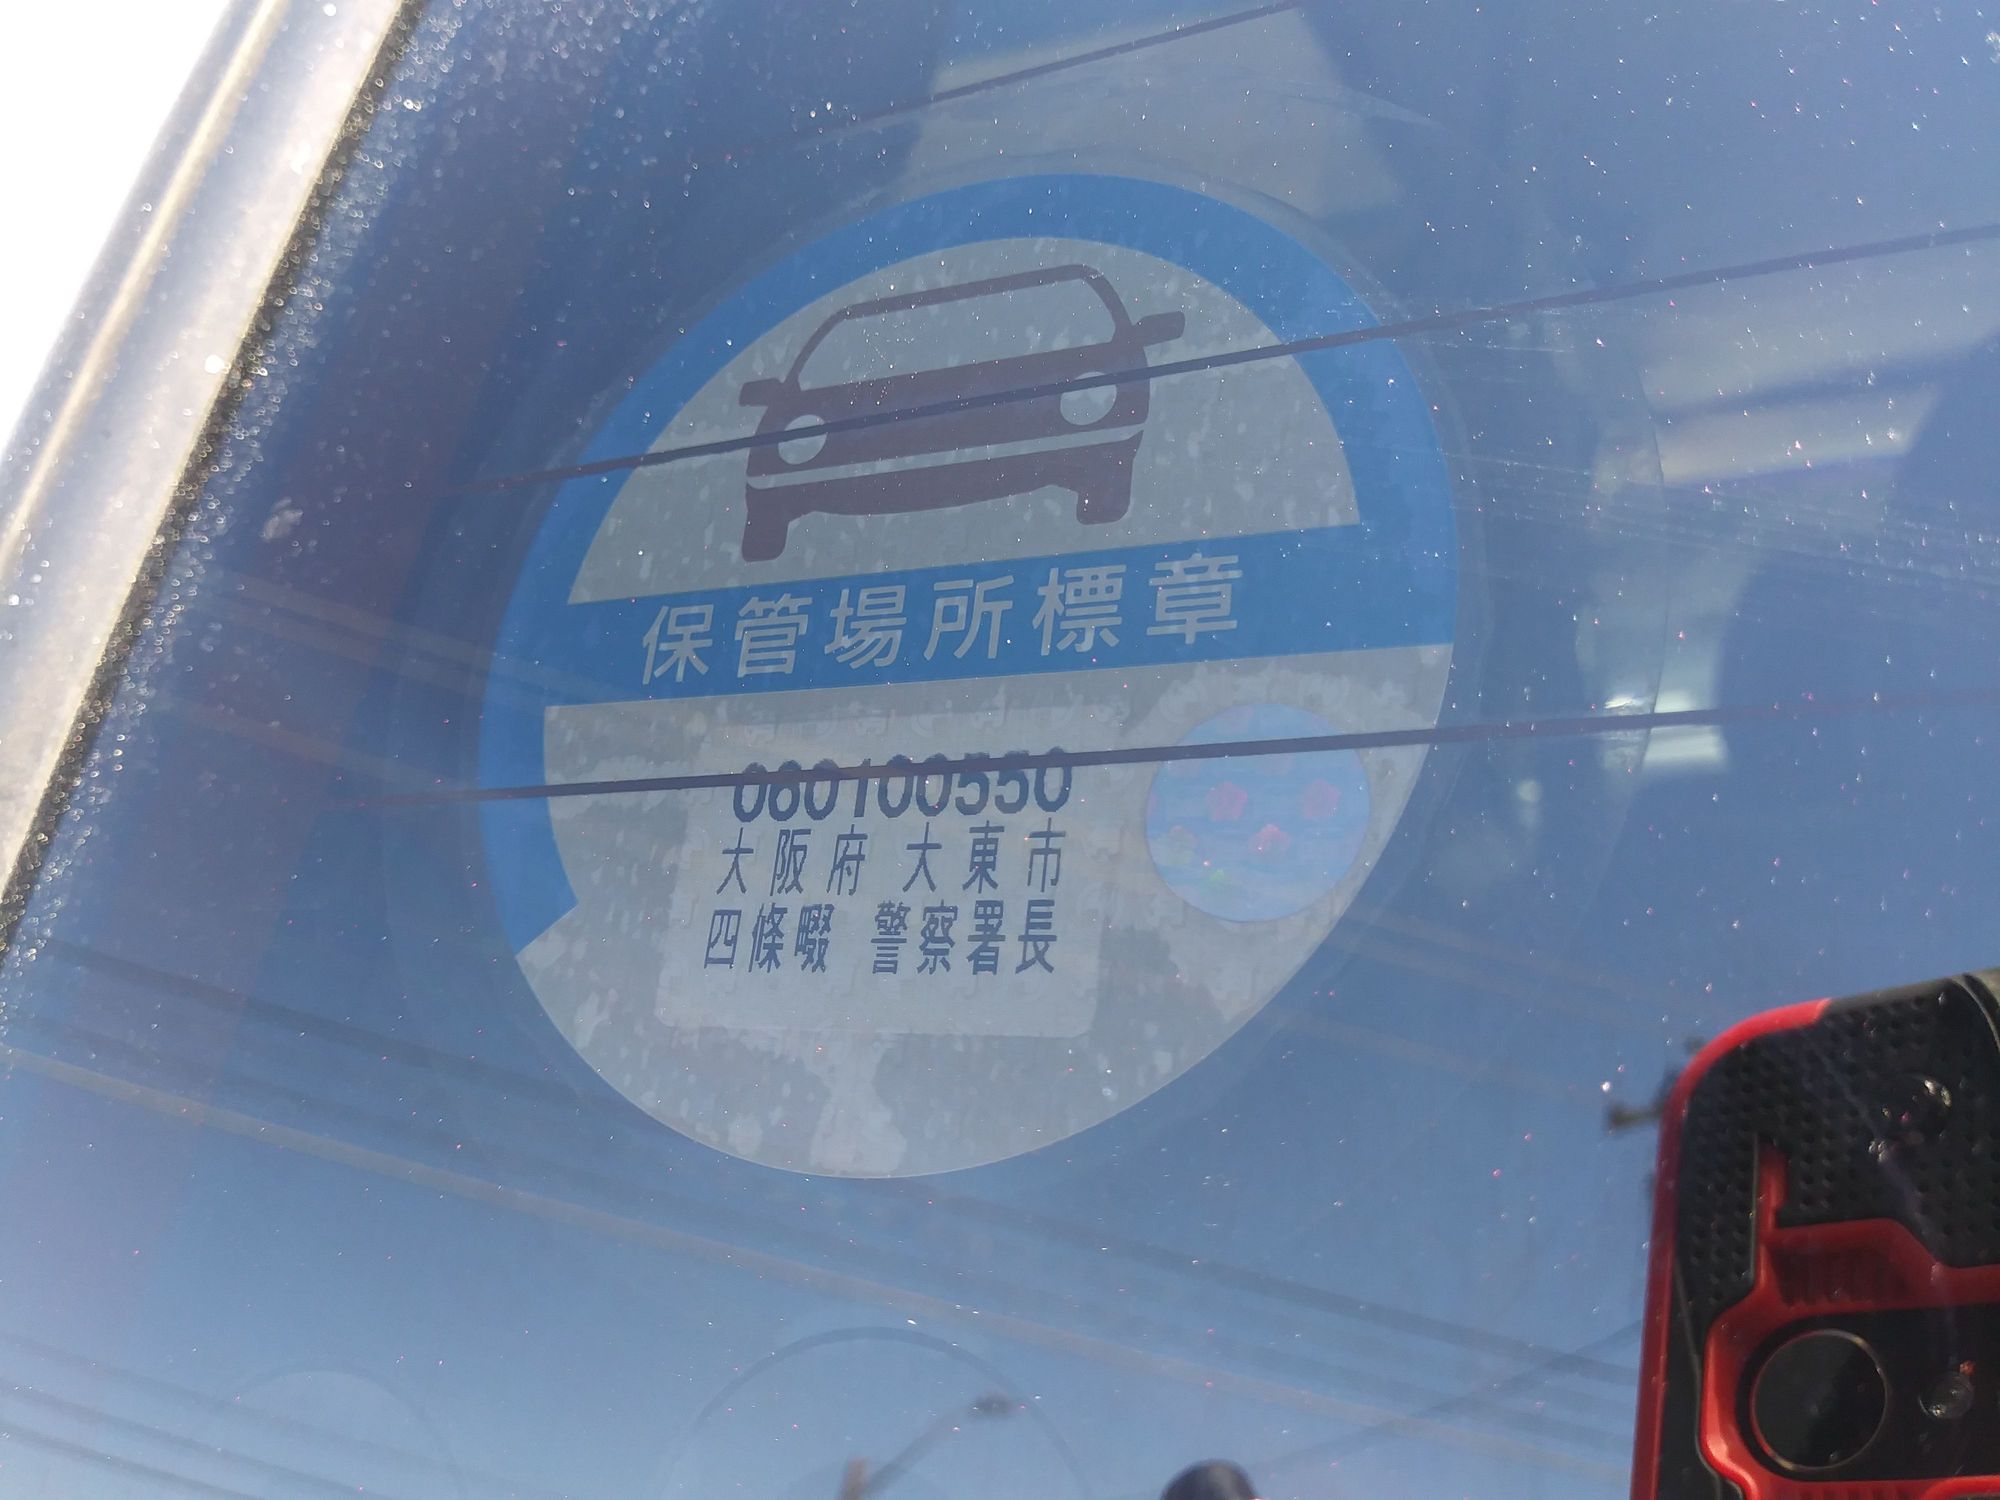 保管場所標章
080100550
大阪府 大東市
四條畷 警察署長